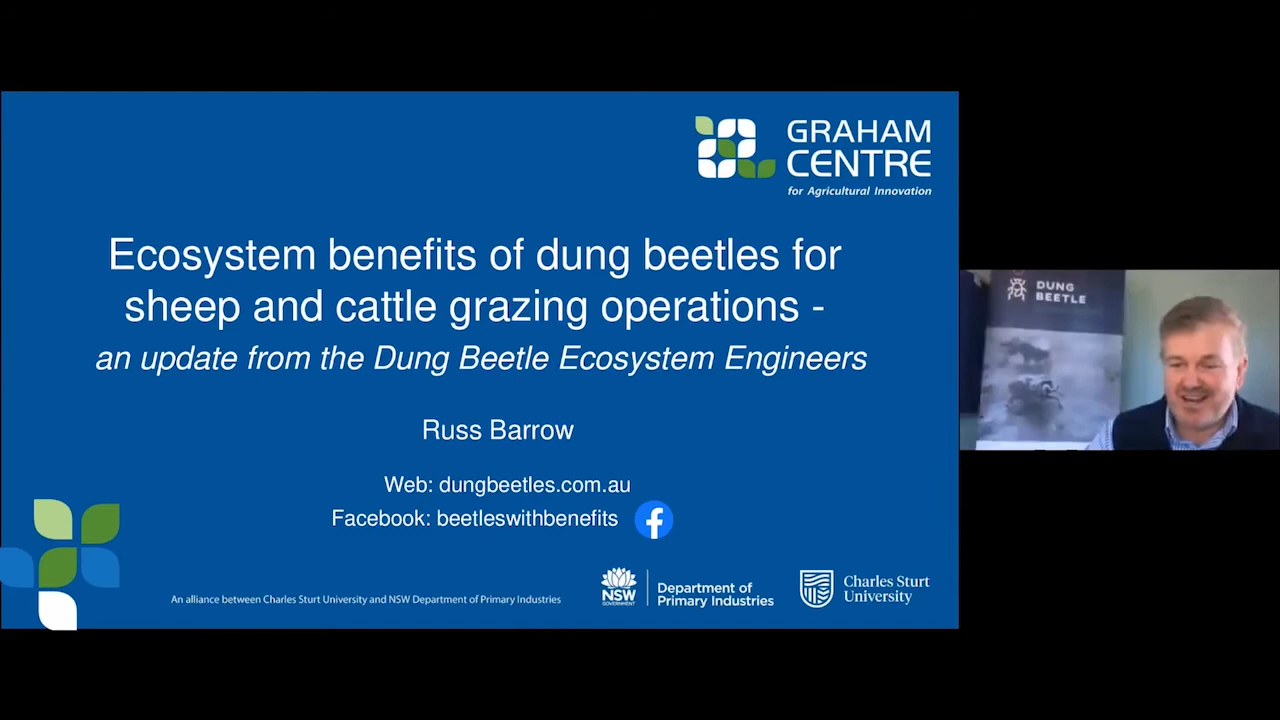 GRAHAM
CENTRE
for Agricultural Innovation
Ecosystem benefits of dung beetles for
sheep and cattle grazing operations -
an update from the Dung Beetle Ecosystem Engineers
Russ Barrow
Web: dungbeetles.com.au
Facebook: beetleswithbenefits
An alliance between Charles Sturt University and NSW Department of Primary Industries
NSW
GOVERNMENT
Department of
Primary Industries
Charles Sturt
University
DUNG
BEETLE